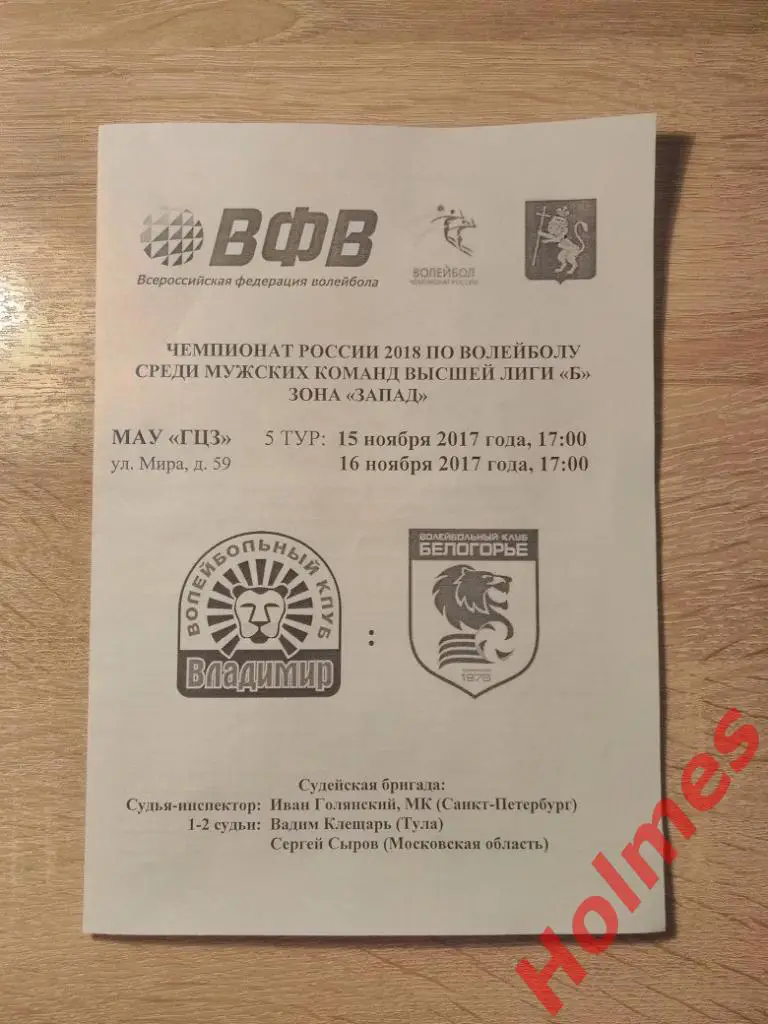 ВФВ
Всероссийская федерация волейбола
ВОЛЕЙБОЛ
ЧЕМПИОНАТ РОССИИ
ЧЕМПИОНАТ РОССИИ 2018 ПО ВОЛЕЙБОЛУ
СРЕДИ МУЖСКИХ КОМАНД ВЫСШЕЙ ЛИГИ «Б»
ЗОНА «ЗАПАД»
МАУ «ГЦЗ» 5 ТУР: 15 ноября 2017 года, 17:00
ул. Мира, д. 59 16 ноября 2017 года, 17:00
ВОЛЕЙБОЛЬНЫЙ КЛУБ
Владимир
:
ВОЛЕЙБОЛЬНЫЙ КЛУБ
БЕЛОГОРЬЕ
1976
Судейская бригада:
Судья-инспектор: Иван Голянский, МК (Санкт-Петербург)
1-2 судьи: Вадим Клещарь (Тула)
Сергей Сыров (Московская область)
Holmes